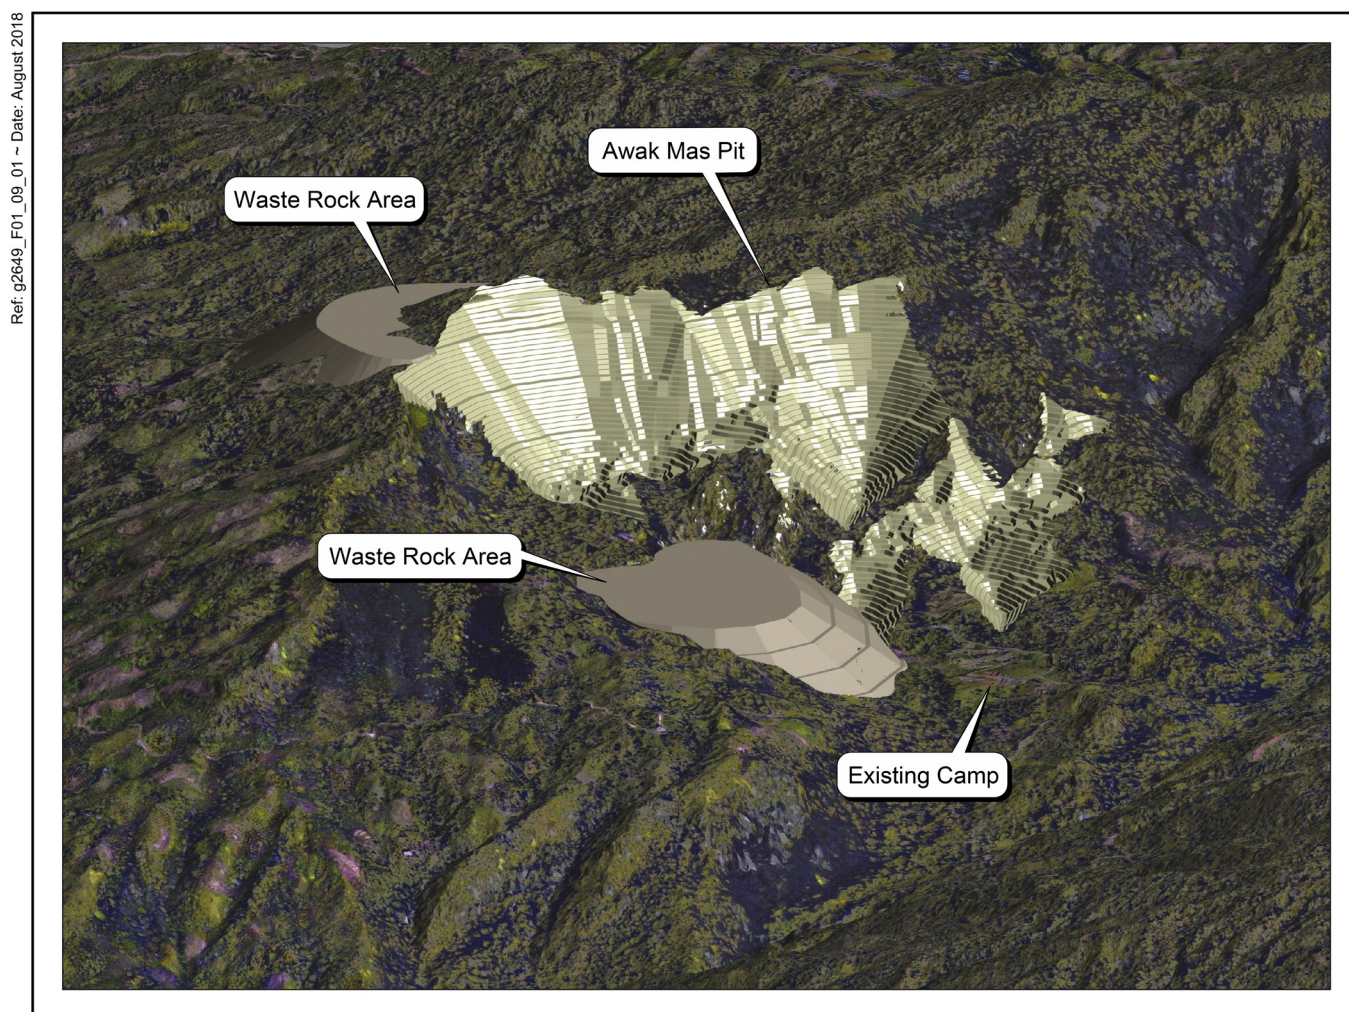 Ref: g2649_F01_09_01 ~ Date: August 2018
Awak Mas Pit
Waste Rock Area
Waste Rock Area
Existing Camp